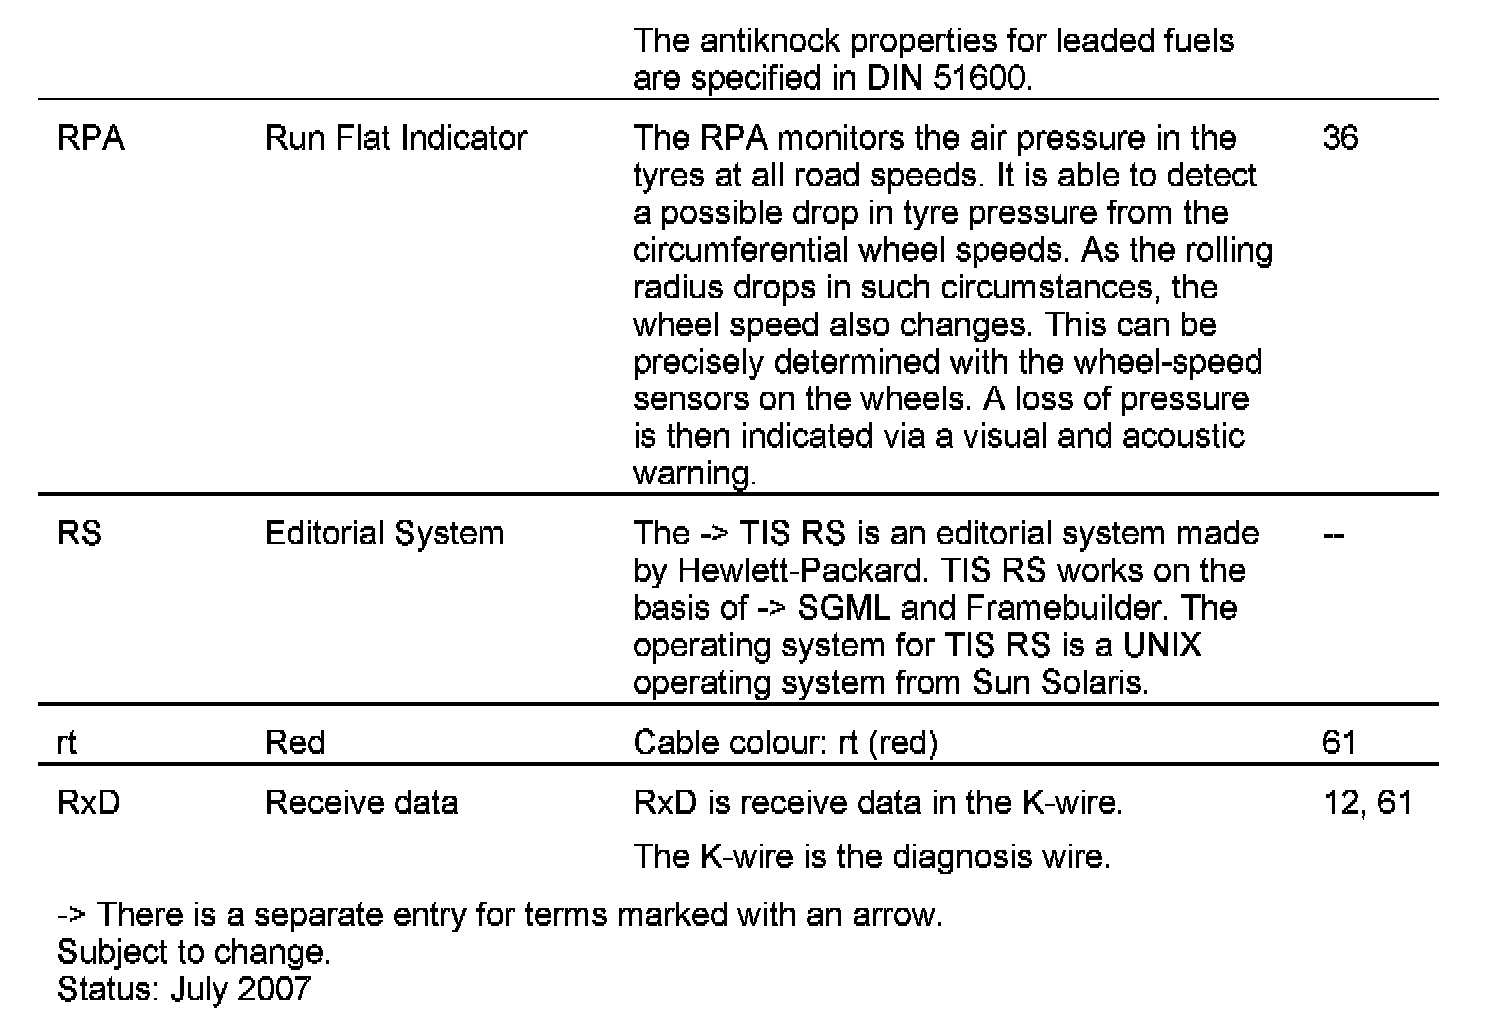 The antiknock properties for leaded fuels
are specified in DIN 51600.
RPA Run Flat Indicator The RPA monitors the air pressure in the 36
tyres at all road speeds. It is able to detect
a possible drop in tyre pressure from the
circumferential wheel speeds. As the rolling
radius drops in such circumstances, the
wheel speed also changes. This can be
precisely determined with the wheel-speed
sensors on the wheels. A loss of pressure
is then indicated via a visual and acoustic
warning.
RS Editorial System The -> TIS RS is an editorial system made --
by Hewlett-Packard. TIS RS works on the
basis of -> SGML and Framebuilder. The
operating system for TIS RS is a UNIX
operating system from Sun Solaris.
rt Red Cable colour: rt (red) 61
RxD Receive data RxD is receive data in the K-wire. 12, 61
The K-wire is the diagnosis wire.
-> There is a separate entry for terms marked with an arrow.
Subject to change.
Status: July 2007